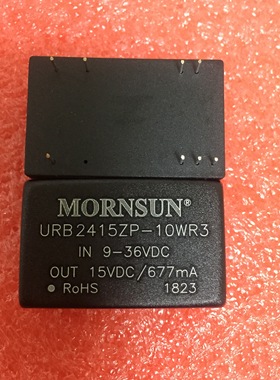 MORNSUN®
URB2415ZP-10WR3
IN 9-36VDC
OUT 15VDC/677mA
RoHS 1823